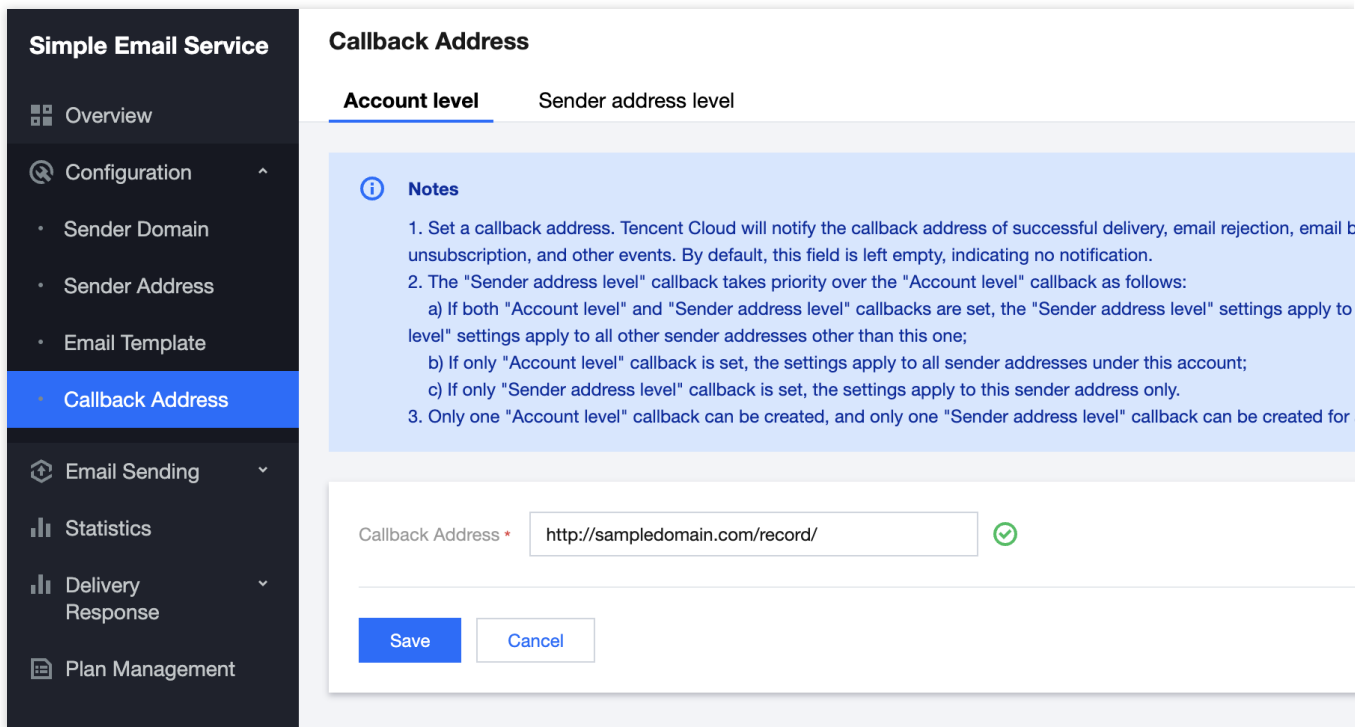 Simple Email Service
Overview
Configuration
Sender Domain
Sender Address
Email Template
Callback Address
Email Sending
Statistics
Delivery
Response
Plan Management
Callback Address
Account level
Sender address level
Notes
1. Set a callback address. Tencent Cloud will notify the callback address of successful delivery, email rejection, email b
unsubscription, and other events. By default, this field is left empty, indicating no notification.
2. The "Sender address level" callback takes priority over the "Account level" callback as follows:
a) If both "Account level" and "Sender address level" callbacks are set, the "Sender address level" settings apply to
level" settings apply to all other sender addresses other than this one;
b) If only "Account level" callback is set, the settings apply to all sender addresses under this account;
c) If only "Sender address level" callback is set, the settings apply to this sender address only.
3. Only one "Account level" callback can be created, and only one "Sender address level" callback can be created for
Callback Address *
http://sampledomain.com/record/
Save
Cancel